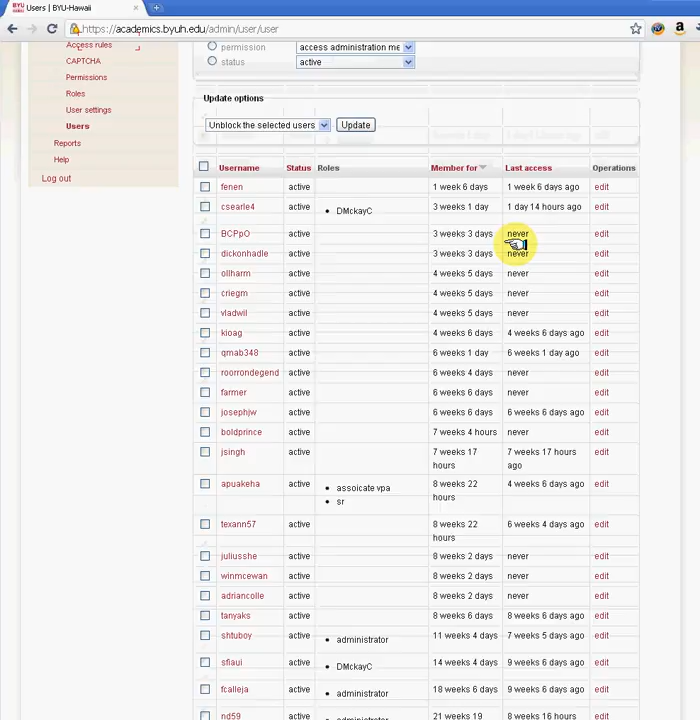 Users | BYU-Hawaii
https://academics.byuh.edu/admin/user/user
Access rules
CAPTCHA
Permissions
Roles
User settings
Users
Reports
Help
Log out
permission access administration me
status active
Update options
Unblock the selected users Update
Username Status Roles Member for Last access Operations
fenen active 1 week 6 days 1 week 6 days ago edit
csearle4 active DMckayC 3 weeks 1 day 1 day 14 hours ago edit
BCPpO active 3 weeks 3 days never edit
dickonhadle active 3 weeks 3 days never edit
ollharm active 4 weeks 5 days never edit
criegm active 4 weeks 5 days never edit
vladwil active 4 weeks 5 days never edit
kioag active 4 weeks 6 days 4 weeks 6 days ago edit
qmab348 active 6 weeks 1 day 6 weeks 1 day ago edit
roorrondegend active 6 weeks 4 days never edit
farmer active 6 weeks 6 days never edit
josephjw active 6 weeks 6 days 6 weeks 6 days ago edit
boldprince active 7 weeks 4 hours never edit
jsingh active 7 weeks 17 hours 7 weeks 17 hours ago edit
apuakeha active assoicate vpa sr 8 weeks 22 hours 4 weeks 6 days ago edit
texann57 active 8 weeks 22 hours 6 weeks 4 days ago edit
juliusshe active 8 weeks 2 days never edit
winmcewan active 8 weeks 2 days never edit
adriancolle active 8 weeks 2 days never edit
tanyaks active 8 weeks 6 days 8 weeks 6 days ago edit
shtuboy active administrator 11 weeks 4 days 7 weeks 5 days ago edit
sfiaui active DMckayC 14 weeks 4 days 9 weeks 6 days ago edit
fcalleja active administrator 18 weeks 6 days 9 weeks 6 days ago edit
nd59 active administrator 21 weeks 19 8 weeks 16 hours edit